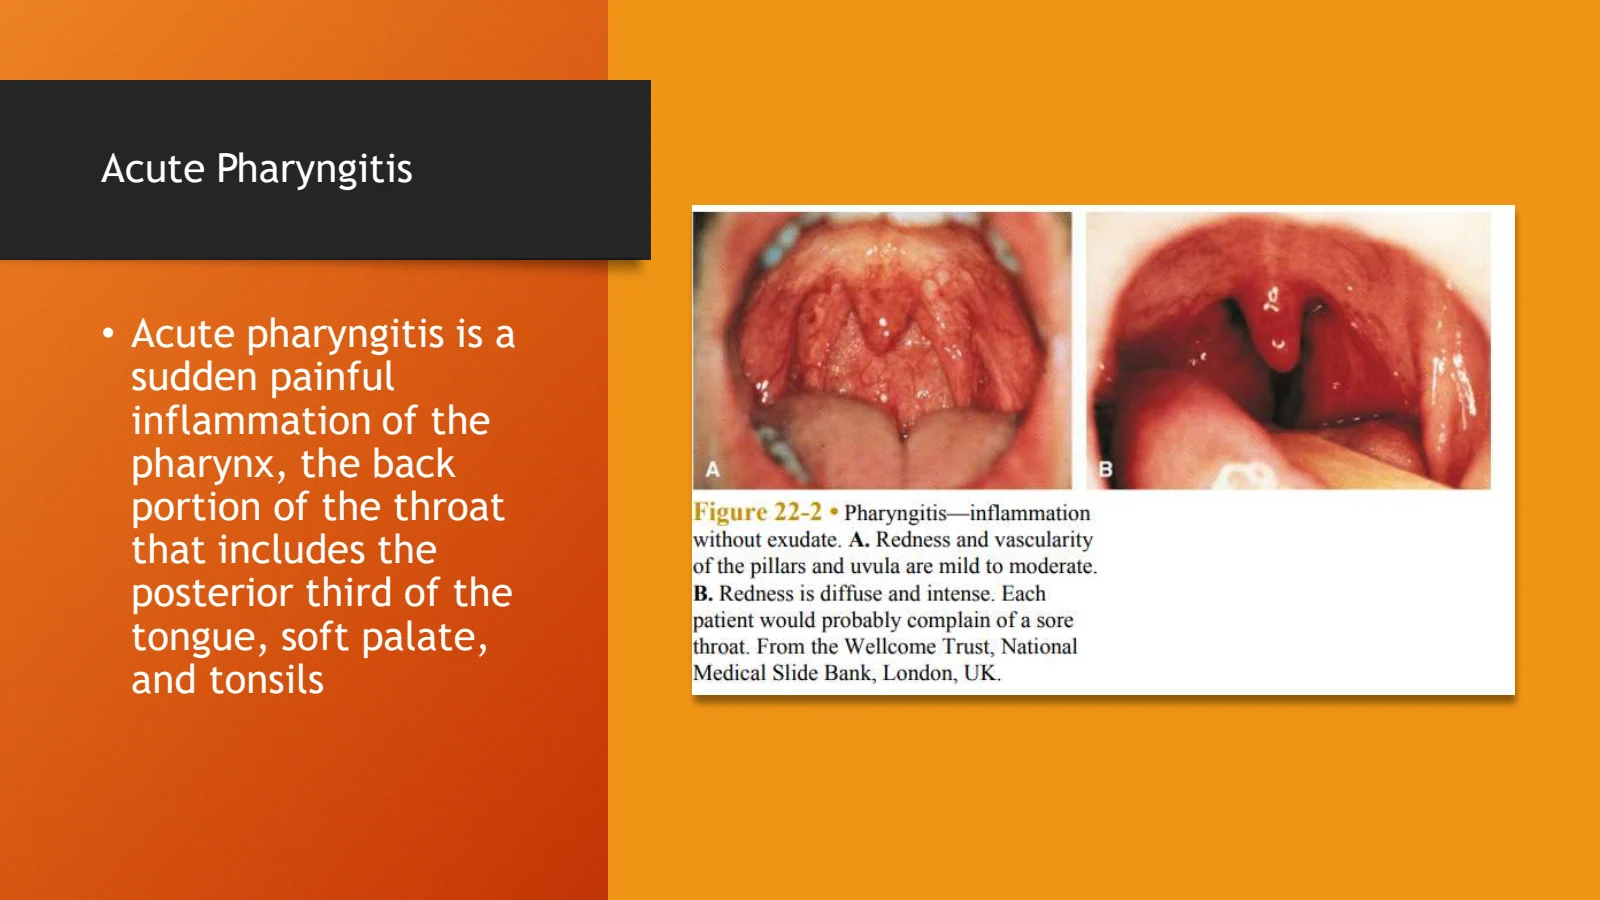 Acute Pharyngitis
• Acute pharyngitis is a
sudden painful
inflammation of the
pharynx, the back
portion of the throat
that includes the
posterior third of the
tongue, soft palate,
and tonsils
A
B
Figure 22-2 • Pharyngitis—inflammation
without exudate. A. Redness and vascularity
of the pillars and uvula are mild to moderate.
B. Redness is diffuse and intense. Each
patient would probably complain of a sore
throat. From the Wellcome Trust, National
Medical Slide Bank, London, UK.